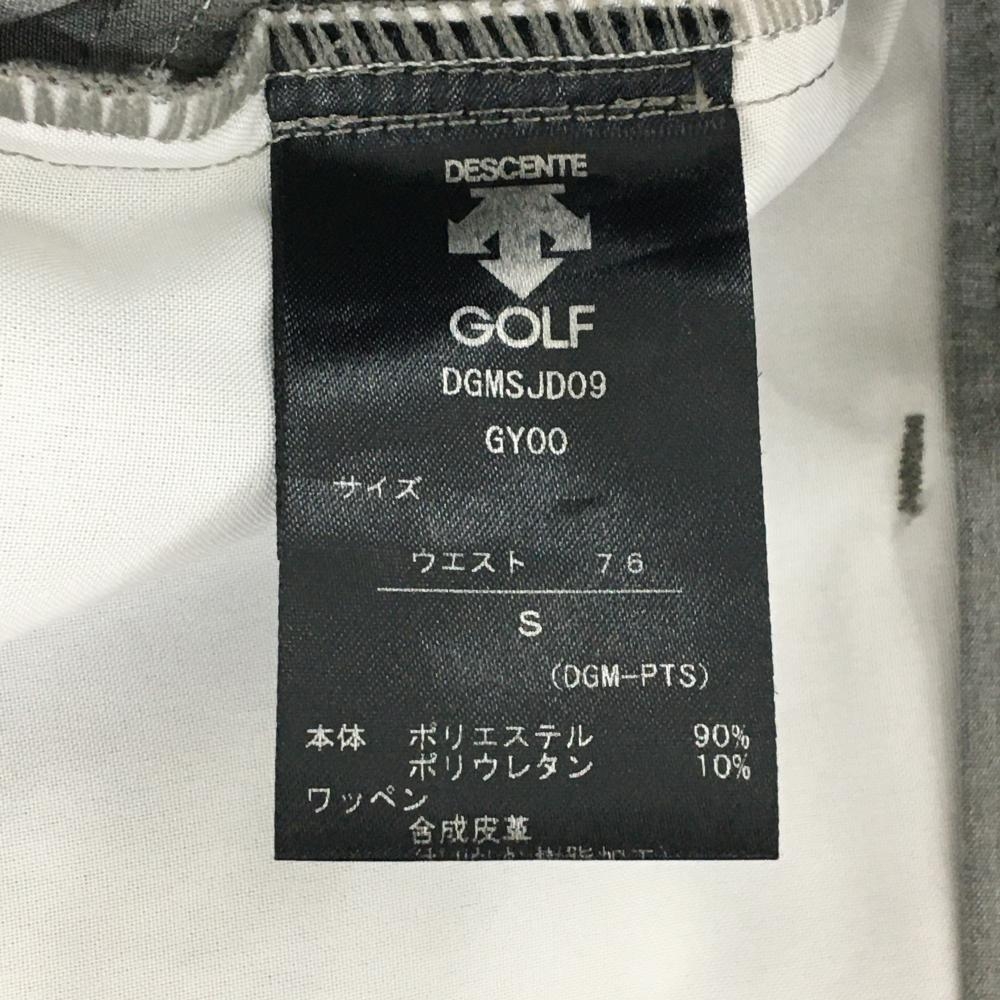 DESCENTE
GOLF
DGMSJD09
GY00
サイズ
ウエスト 76
S
(DGM-PTS)
本体 ポリエステル 90%
ポリウレタン 10%
ワッペン
合成皮革